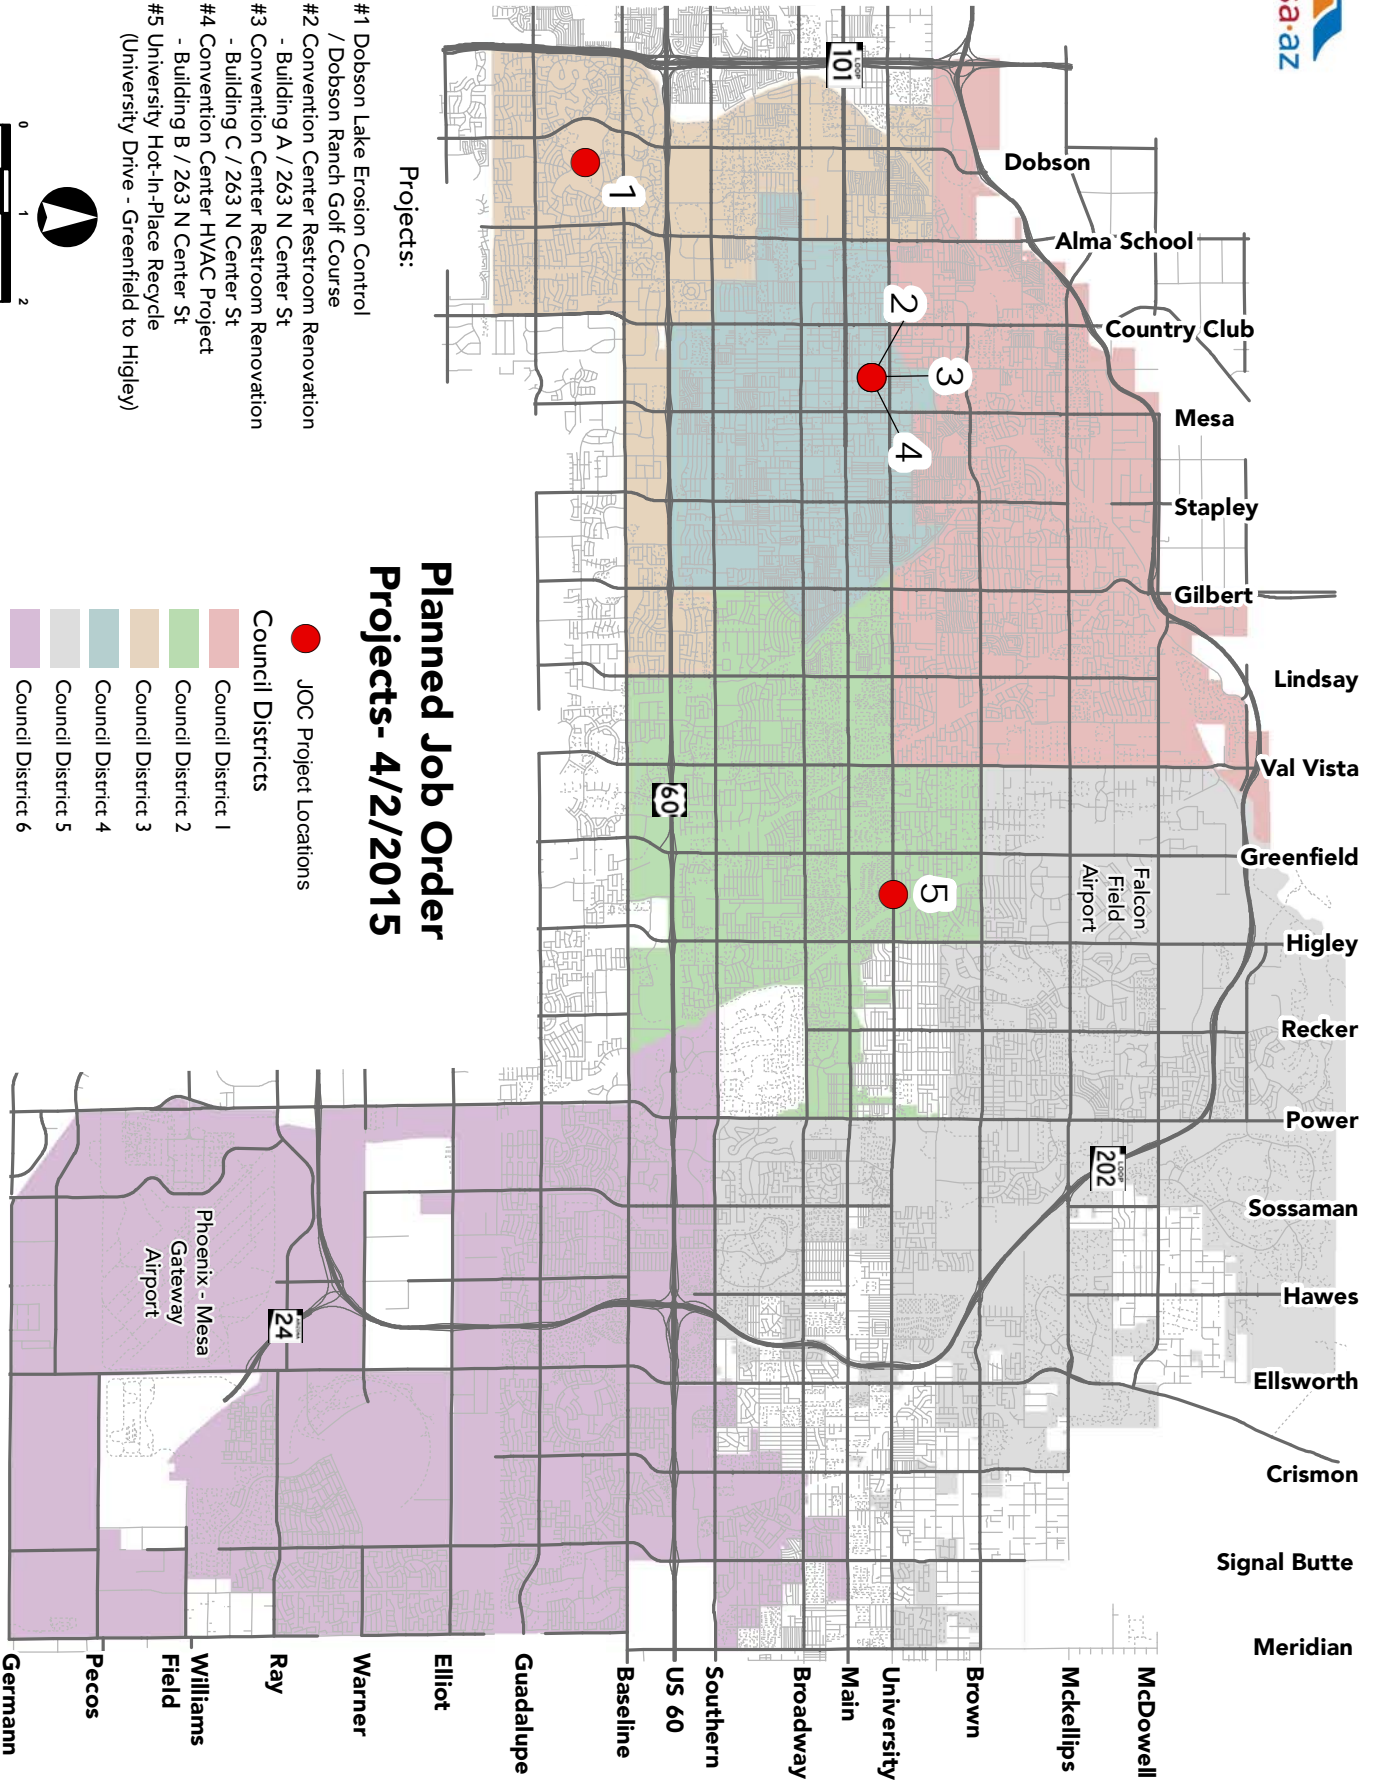 sa·az
Dobson
Alma School
Country Club
Mesa
Stapley
Gilbert
Lindsay
Val Vista
Greenfield
Higley
Recker
Power
Sossaman
Hawes
Ellsworth
Crismon
Signal Butte
Meridian
McDowell
Mckellips
Brown
University
Main
Broadway
Southern
US 60
Baseline
Guadalupe
Elliot
Warner
Ray
Williams
Field
Pecos
Germann
LOOP
101
LOOP
202
60
24
Falcon
Field
Airport
Phoenix - Mesa
Gateway
Airport
1
2
3
4
5
Projects:
#1 Dobson Lake Erosion Control
/ Dobson Ranch Golf Course
#2 Convention Center Restroom Renovation
- Building A / 263 N Center St
#3 Convention Center Restroom Renovation
- Building C / 263 N Center St
#4 Convention Center HVAC Project
- Building B / 263 N Center St
#5 University Hot-In-Place Recycle
(University Drive - Greenfield to Higley)
0 1 2
Planned Job Order
Projects- 4/2/2015
JOC Project Locations
Council Districts
Council District 1
Council District 2
Council District 3
Council District 4
Council District 5
Council District 6